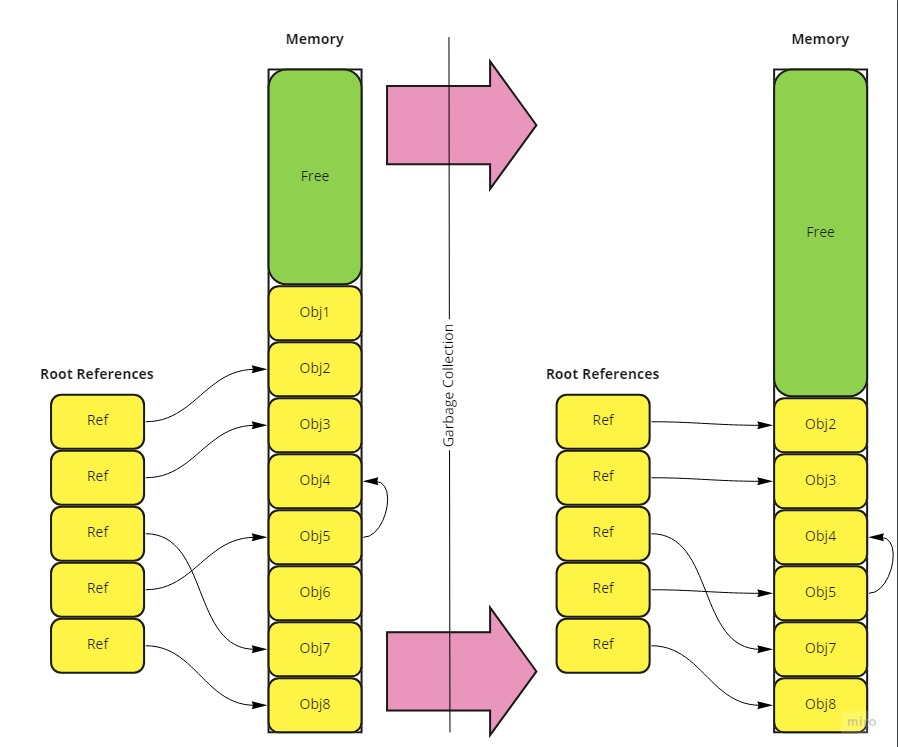 Memory
Free
Obj1
Obj2
Obj3
Obj4
Obj5
Obj6
Obj7
Obj8
Root References
Ref
Ref
Ref
Ref
Ref
Garbage Collection
Memory
Free
Obj2
Obj3
Obj4
Obj5
Obj7
Obj8
Root References
Ref
Ref
Ref
Ref
Ref
miro